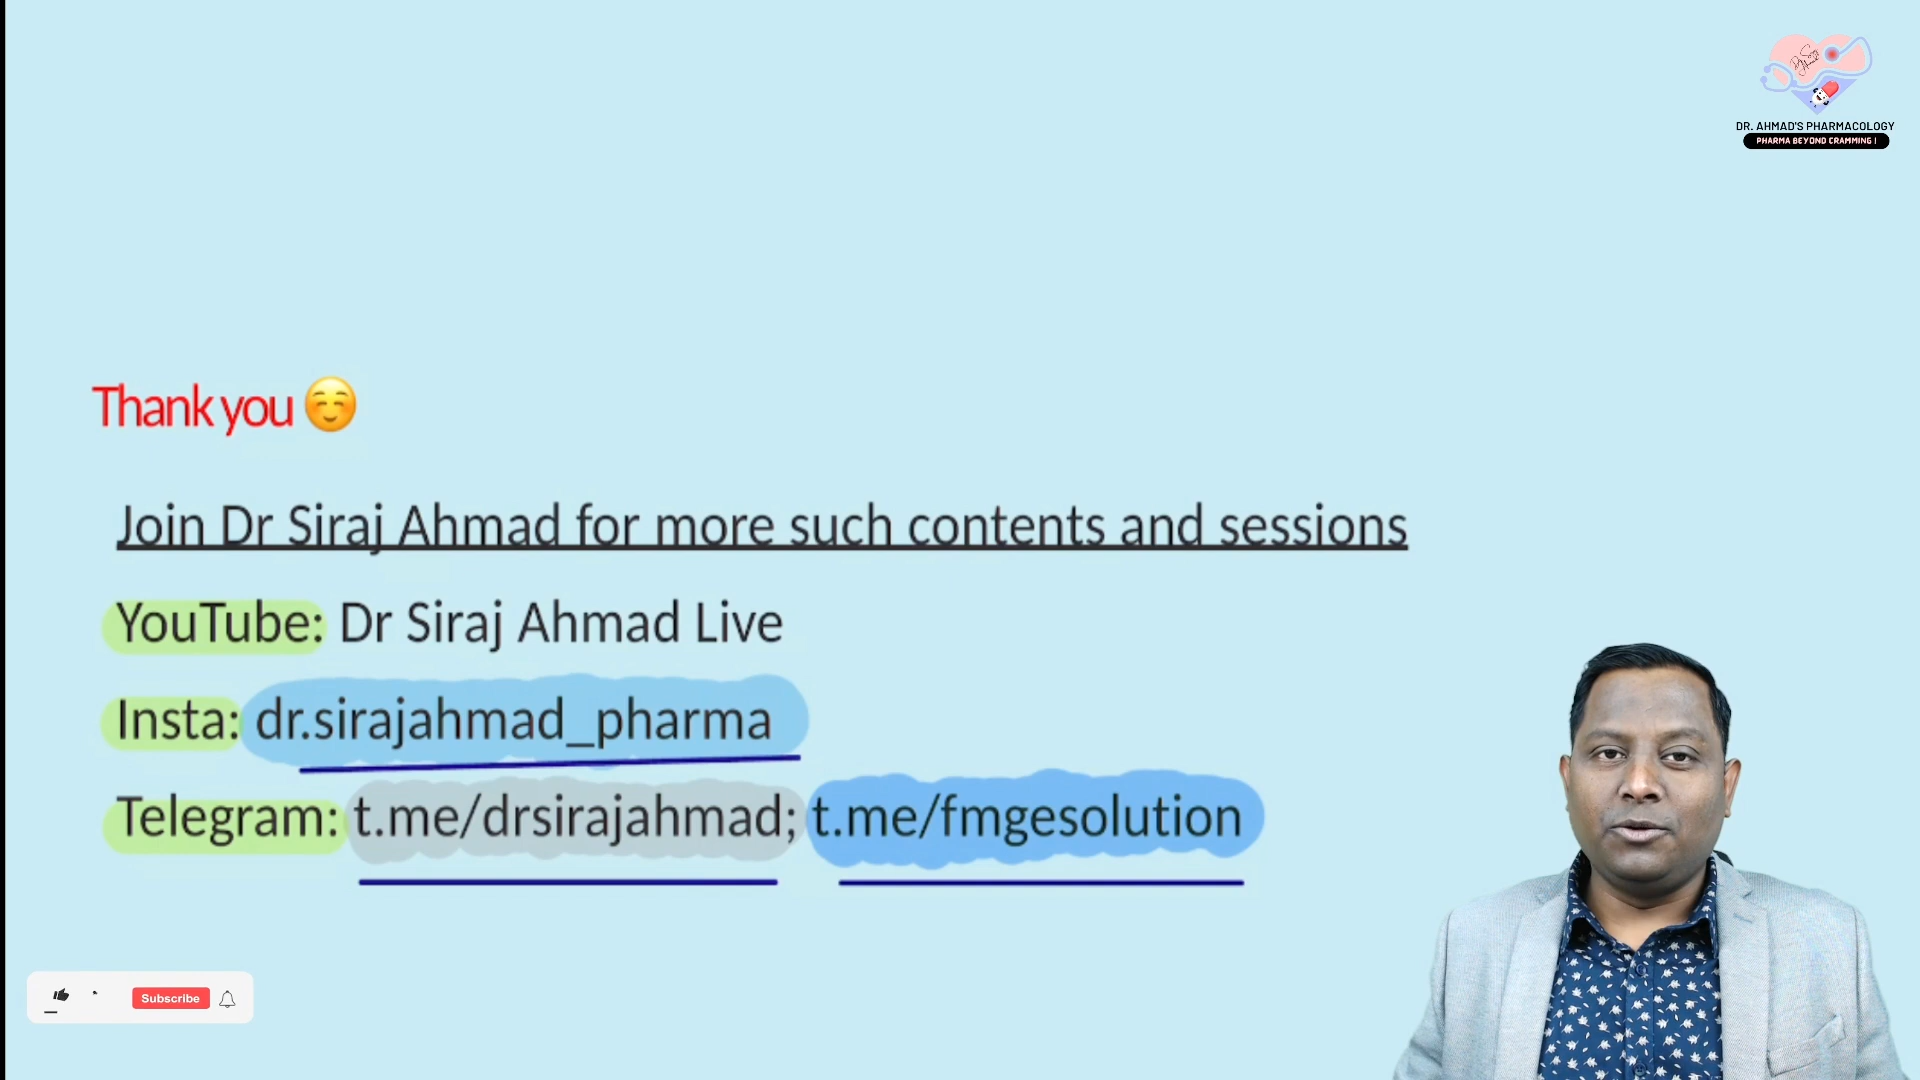 DR. AHMAD'S PHARMACOLOGY
PHARMA BEYOND CRAMMING !
Thank you ☺️
Join Dr Siraj Ahmad for more such contents and sessions
YouTube: Dr Siraj Ahmad Live
Insta: dr.sirajahmad_pharma
Telegram: t.me/drsirajahmad; t.me/fmgesolution
Subscribe